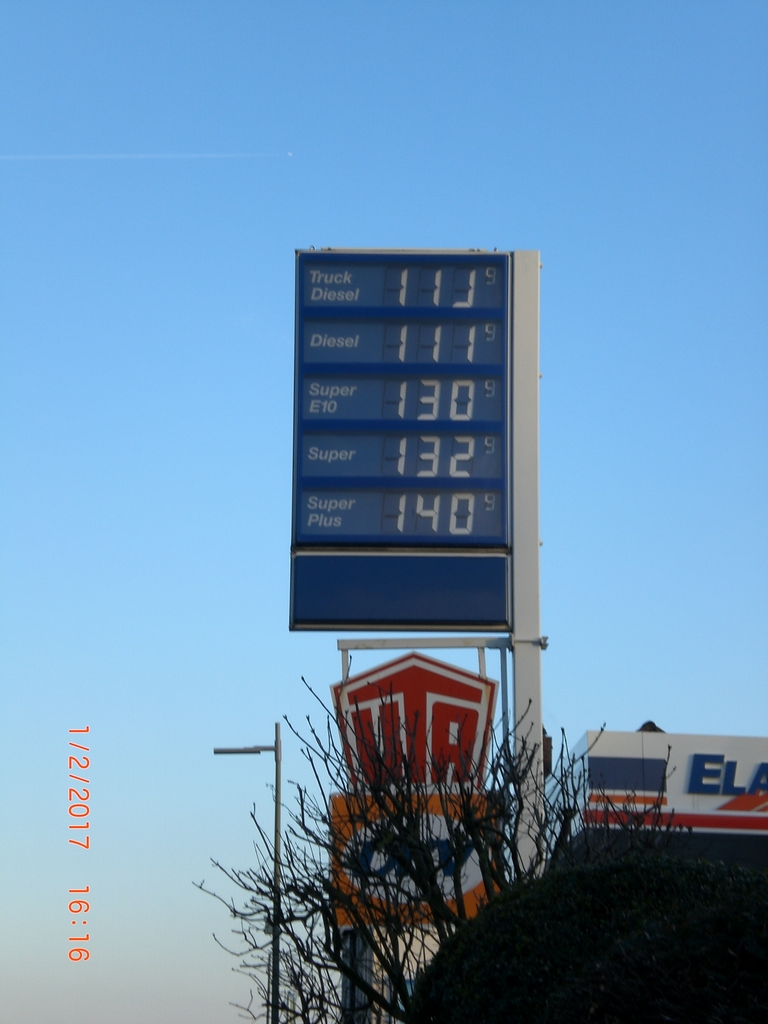 Truck
Diesel
111 9
Diesel
111 9
Super
E10
130 9
Super
132 9
Super
Plus
140 9
UTA
ELA
1/2/2017 16:16